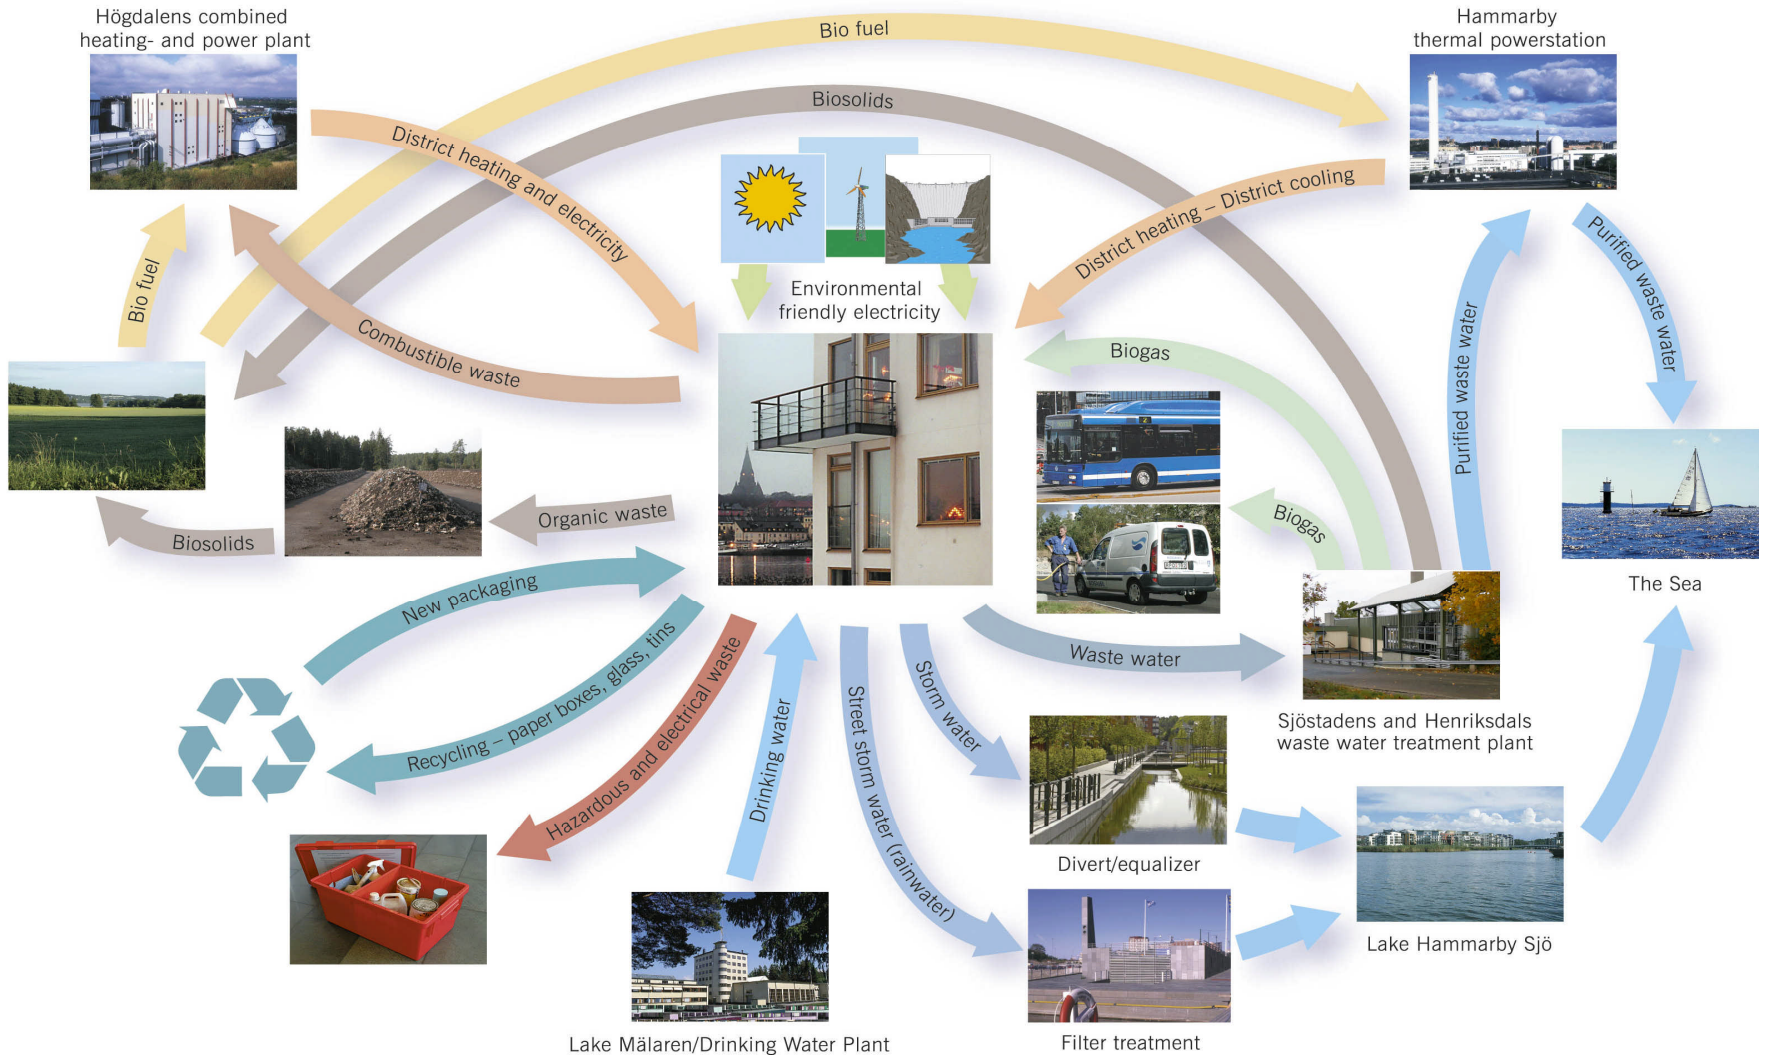 Högdalens combined
heating- and power plant
Hammarby
thermal powerstation
Bio fuel
Biosolids
District heating and electricity
District heating – District cooling
Purified waste water
Bio fuel
Combustible waste
Environmental
friendly electricity
Biogas
Purified waste water
Organic waste
Biosolids
Biogas
The Sea
New packaging
Recycling – paper boxes, glass, tins
Hazardous and electrical waste
Drinking water
Street storm water (rainwater)
Storm water
Waste water
Sjöstadens and Henriksdals
waste water treatment plant
Divert/equalizer
Lake Hammarby Sjö
Lake Mälaren/Drinking Water Plant
Filter treatment